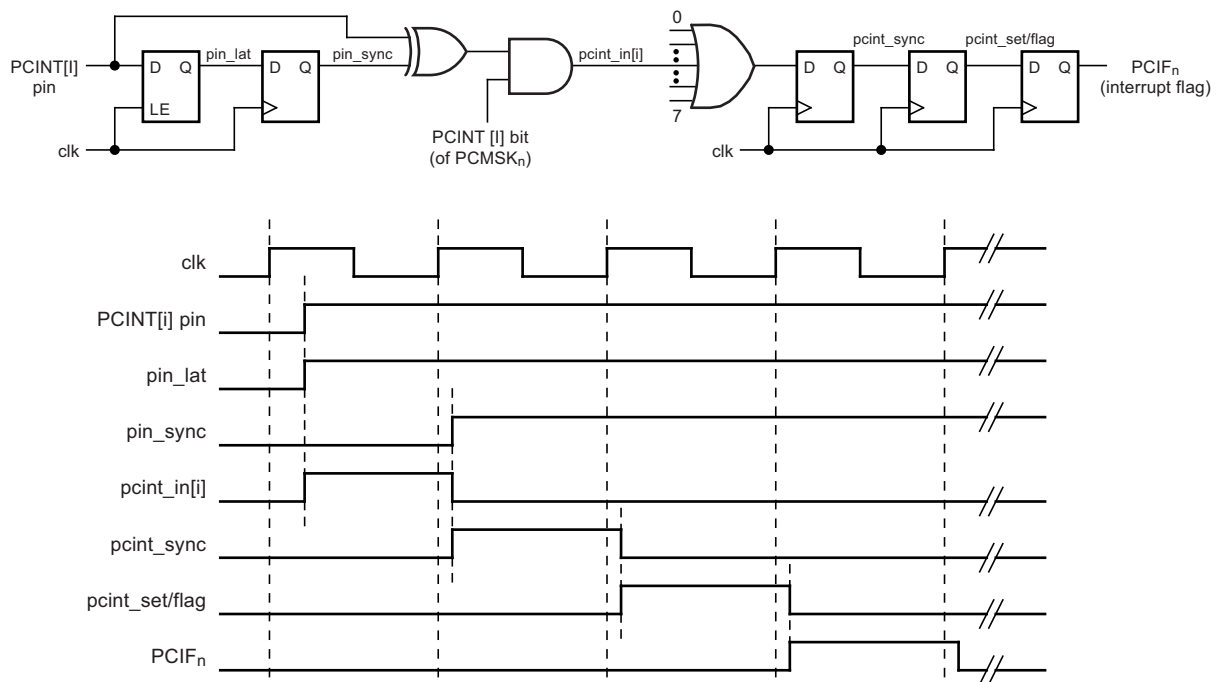 0
pin_lat
pin_sync
pcint_in[i]
pcint_sync
pcint_set/flag
PCINT[I]
pin
D Q
LE
D Q
D Q
D Q
D Q
PCIFn
(interrupt flag)
7
clk
PCINT [I] bit
(of PCMSKn)
clk
clk
PCINT[i] pin
pin_lat
pin_sync
pcint_in[i]
pcint_sync
pcint_set/flag
PCIFn